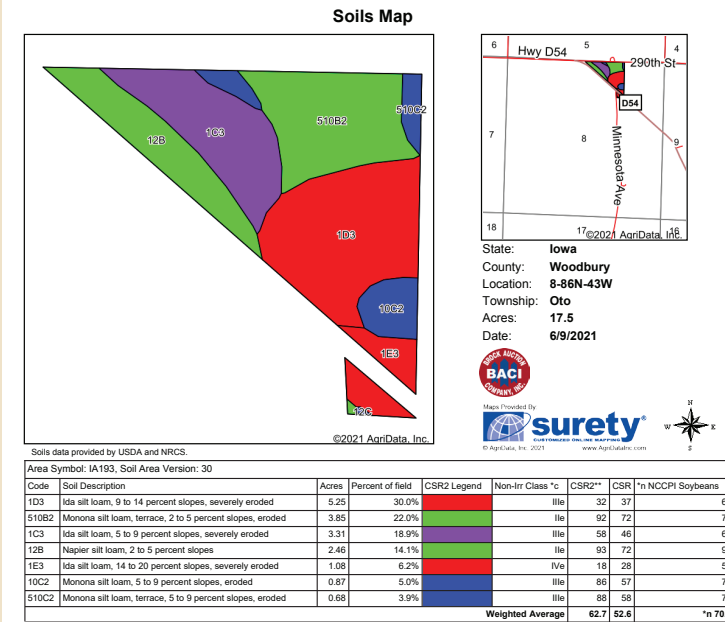 Soils Map
12B
1C3
510B2
510C2
1D3
10C2
1E3
12C
©2021 AgriData, Inc.
6
Hwy D54
5
4
290th St
D54
7
8
9
Minnesota Ave
18
17
16
©2021 AgriData, Inc.
State: Iowa
County: Woodbury
Location: 8-86N-43W
Township: Oto
Acres: 17.5
Date: 6/9/2021
BROCK AUCTION
BACI
COMPANY, INC.
Maps Provided By
surety®
CUSTOMIZED ONLINE MAPPING
© AgriData, Inc. 2021 www.AgriDataInc.com
N
W E
S
Soils data provided by USDA and NRCS.
Area Symbol: IA193, Soil Area Version: 30
Code Soil Description Acres Percent of field CSR2 Legend Non-Irr Class *c CSR2** CSR *n NCCPI Soybeans
1D3 Ida silt loam, 9 to 14 percent slopes, severely eroded 5.25 30.0% IIIe 32 37 6
510B2 Monona silt loam, terrace, 2 to 5 percent slopes, eroded 3.85 22.0% IIe 92 72 7
1C3 Ida silt loam, 5 to 9 percent slopes, severely eroded 3.31 18.9% IIIe 58 46 6
12B Napier silt loam, 2 to 5 percent slopes 2.46 14.1% IIe 93 72 9
1E3 Ida silt loam, 14 to 20 percent slopes, severely eroded 1.08 6.2% IVe 18 28 5
10C2 Monona silt loam, 5 to 9 percent slopes, eroded 0.87 5.0% IIIe 86 57 7
510C2 Monona silt loam, terrace, 5 to 9 percent slopes, eroded 0.68 3.9% IIIe 88 58 7
Weighted Average 62.7 52.6 *n 70